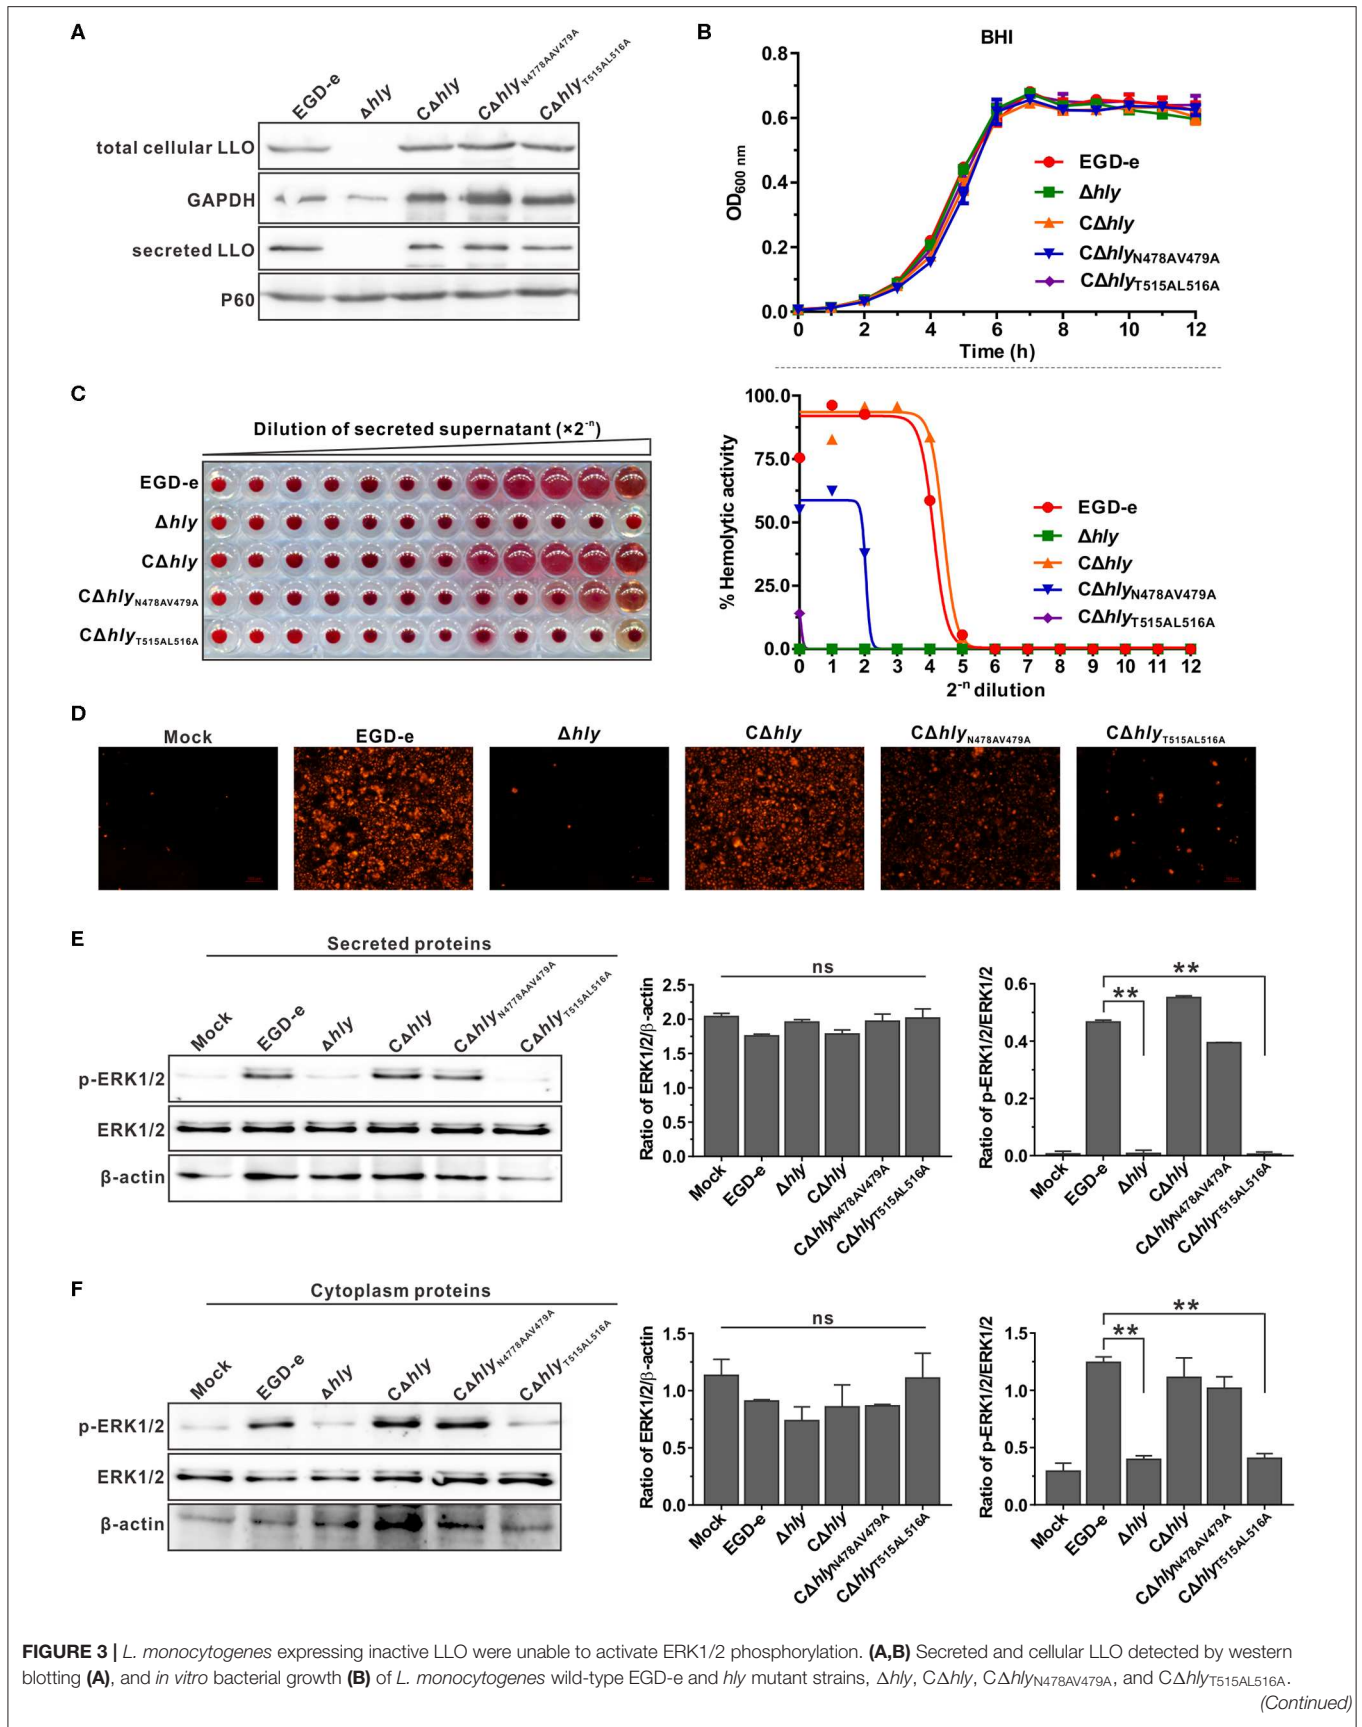 A
EGD-e
Δhly
CΔhly
CΔhlyN4778AAV479A
CΔhlyT515AL516A
total cellular LLO
GAPDH
secreted LLO
P60
B
BHI
OD600 nm
0.8
0.6
0.4
0.2
0.0
0 2 4 6 8 10 12
Time (h)
EGD-e
Δhly
CΔhly
CΔhlyN478AV479A
CΔhlyT515AL516A
C
Dilution of secreted supernatant (×2-n)
EGD-e
Δhly
CΔhly
CΔhlyN478AV479A
CΔhlyT515AL516A
% Hemolytic activity
100.0
75.0
50.0
25.0
0.0
0 1 2 3 4 5 6 7 8 9 10 11 12
2-n dilution
EGD-e
Δhly
CΔhly
CΔhlyN478AV479A
CΔhlyT515AL516A
D
Mock EGD-e Δhly CΔhly CΔhlyN478AV479A CΔhlyT515AL516A
E
Secreted proteins
Mock
EGD-e
Δhly
CΔhly
CΔhlyN4778AAV479A
CΔhlyT515AL516A
p-ERK1/2
ERK1/2
β-actin
Ratio of ERK1/2/β-actin
2.5
2.0
1.5
1.0
0.5
0.0
ns
Mock
EGD-e
Δhly
CΔhly
CΔhlyN478AV479A
CΔhlyT515AL516A
Ratio of p-ERK1/2/ERK1/2
0.6
0.4
0.2
0.0
**
**
Mock
EGD-e
Δhly
CΔhly
CΔhlyN478AV479A
CΔhlyT515AL516A
F
Cytoplasm proteins
Mock
EGD-e
Δhly
CΔhly
CΔhlyN4778AAV479A
CΔhlyT515AL516A
p-ERK1/2
ERK1/2
β-actin
Ratio of ERK1/2/β-actin
1.5
1.0
0.5
0.0
ns
Mock
EGD-e
Δhly
CΔhly
CΔhlyN478AV479A
CΔhlyT515AL516A
Ratio of p-ERK1/2/ERK1/2
1.5
1.0
0.5
0.0
**
**
Mock
EGD-e
Δhly
CΔhly
CΔhlyN478AV479A
CΔhlyT515AL516A
FIGURE 3 | L. monocytogenes expressing inactive LLO were unable to activate ERK1/2 phosphorylation. (A,B) Secreted and cellular LLO detected by western
blotting (A), and in vitro bacterial growth (B) of L. monocytogenes wild-type EGD-e and hly mutant strains, Δhly, CΔhly, CΔhlyN478AV479A, and CΔhlyT515AL516A.
(Continued)